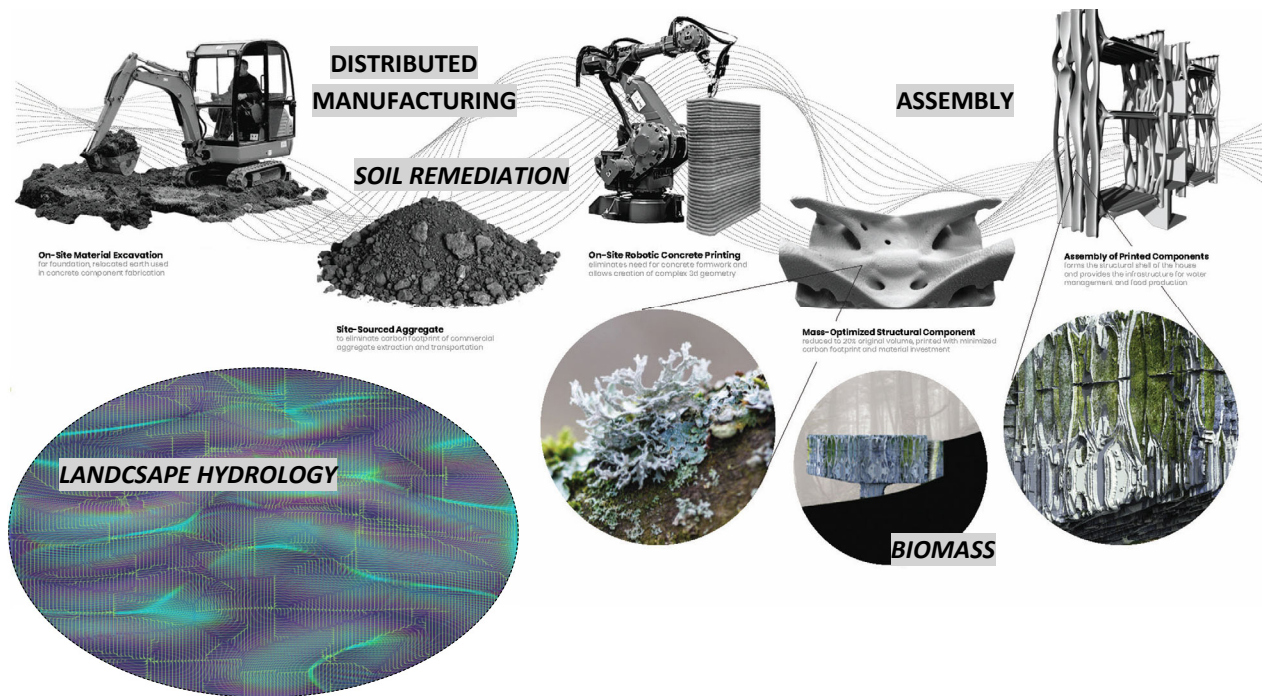 DISTRIBUTED
MANUFACTURING
ASSEMBLY
SOIL REMEDIATION
On-Site Material Excavation
for foundation, relocated earth used
in concrete component fabrication
On-Site Robotic Concrete Printing
eliminates need for concrete formwork and
allows creation of complex 3d geometry
Assembly of Printed Components
forms the structural shell of the house
and provides the infrastructure for water
management and food production
Site-Sourced Aggregate
to eliminate carbon footprint of commercial
aggregate extraction and transportation
Mass-Optimized Structural Component
reduced to 20% original volume, printed with minimized
carbon footprint and material investment
LANDCSAPE HYDROLOGY
BIOMASS